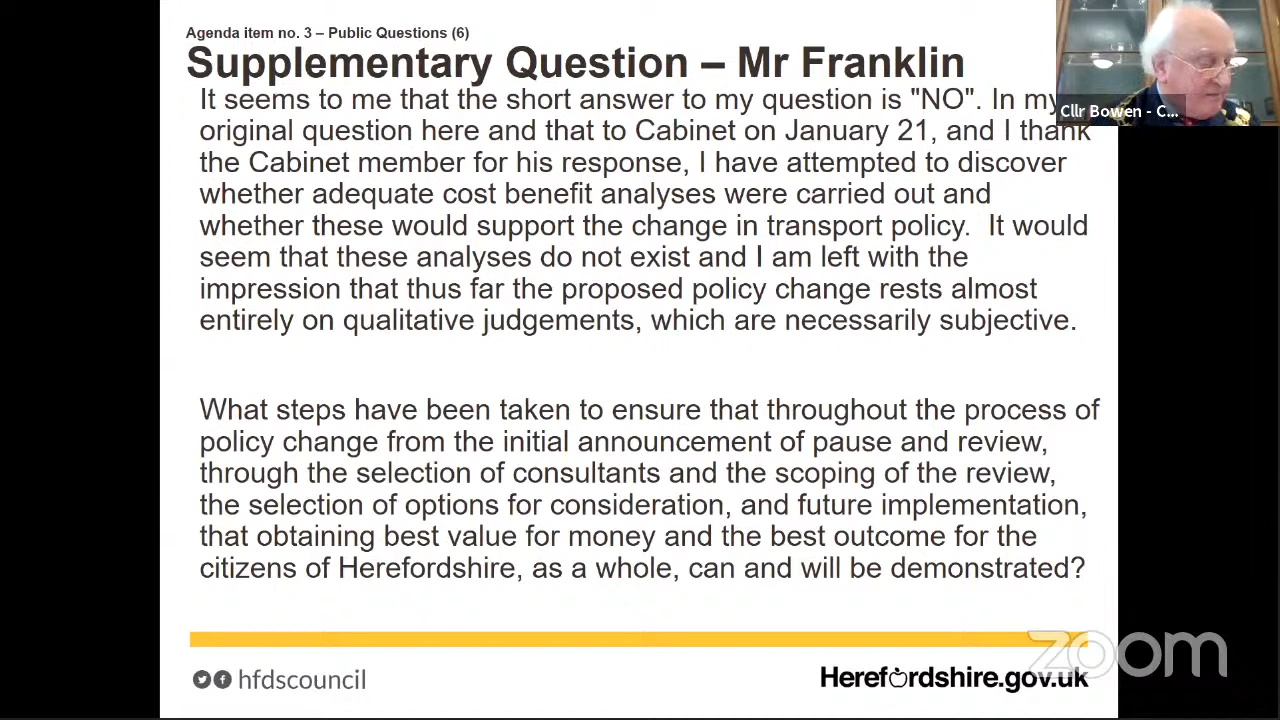 Agenda item no. 3 – Public Questions (6)
Supplementary Question – Mr Franklin
It seems to me that the short answer to my question is "NO". In my
original question here and that to Cabinet on January 21, and I thank
the Cabinet member for his response, I have attempted to discover
whether adequate cost benefit analyses were carried out and
whether these would support the change in transport policy. It would
seem that these analyses do not exist and I am left with the
impression that thus far the proposed policy change rests almost
entirely on qualitative judgements, which are necessarily subjective.
What steps have been taken to ensure that throughout the process of
policy change from the initial announcement of pause and review,
through the selection of consultants and the scoping of the review,
the selection of options for consideration, and future implementation,
that obtaining best value for money and the best outcome for the
citizens of Herefordshire, as a whole, can and will be demonstrated?
hfdscouncil
Herefordshire.gov.uk
zoom
Cllr Bowen - C...